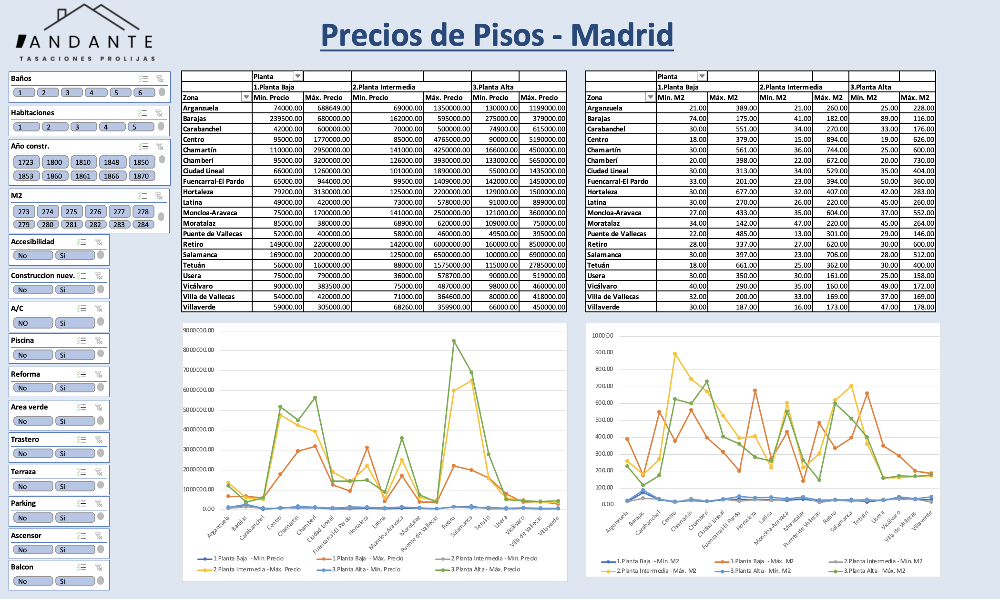 ANDANTE
TASACIONES PROLIJAS
Precios de Pisos - Madrid
Baños
1 2 3 4 5 6
Habitaciones
1 2 3 4 5
Año constr.
1723 1800 1810 1848 1850
1853 1860 1861 1866 1870
M2
273 274 275 276 277 278
279 280 281 282 283 284
Accesibilidad
No Si
Construccion nuev.
No Si
A/C
NO Si
Piscina
No Si
Reforma
No Si
Area verde
No Si
Trastero
No Si
Terraza
No Si
Parking
No Si
Ascensor
No Si
Balcon
No Si
Planta
1.Planta Baja 2.Planta Intermedia 3.Planta Alta
Zona Mín. Precio Máx. Precio Mín. Precio Máx. Precio Mín. Precio Máx. Precio
Arganzuela 74000.00 688649.00 69000.00 1350000.00 130000.00 1199000.00
Barajas 239500.00 680000.00 162000.00 595000.00 275000.00 379000.00
Carabanchel 42000.00 600000.00 70000.00 500000.00 74900.00 615000.00
Centro 95000.00 1770000.00 85000.00 4765000.00 90000.00 5190000.00
Chamartín 110000.00 2950000.00 141000.00 4250000.00 166000.00 4500000.00
Chamberí 95000.00 3200000.00 126000.00 3930000.00 133000.00 5650000.00
Ciudad Lineal 66000.00 1260000.00 101000.00 1890000.00 55000.00 1435000.00
Fuencarral-El Pardo 65000.00 944000.00 99500.00 1409000.00 142000.00 1450000.00
Hortaleza 79200.00 3130000.00 125000.00 2200000.00 129000.00 1500000.00
Latina 49000.00 420000.00 73000.00 578000.00 91000.00 899000.00
Moncloa-Aravaca 75000.00 1700000.00 141000.00 2500000.00 121000.00 3600000.00
Moratalaz 85000.00 380000.00 68900.00 620000.00 109000.00 750000.00
Puente de Vallecas 52000.00 400000.00 58000.00 460000.00 49500.00 395000.00
Retiro 149000.00 2200000.00 142000.00 6000000.00 160000.00 8500000.00
Salamanca 169000.00 2000000.00 125000.00 6500000.00 100000.00 6900000.00
Tetuán 56000.00 1600000.00 88000.00 1575000.00 115000.00 2785000.00
Usera 75000.00 790000.00 36000.00 578700.00 90000.00 519000.00
Vicálvaro 90000.00 383500.00 75000.00 487000.00 98000.00 460000.00
Villa de Vallecas 54000.00 420000.00 71000.00 364600.00 80000.00 418000.00
Villaverde 59000.00 305000.00 68260.00 359900.00 66000.00 450000.00
Planta
1.Planta Baja 2.Planta Intermedia 3.Planta Alta
Zona Mín. M2 Máx. M2 Mín. M2 Máx. M2 Mín. M2 Máx. M2
Arganzuela 21.00 389.00 21.00 260.00 25.00 228.00
Barajas 74.00 175.00 41.00 182.00 89.00 116.00
Carabanchel 30.00 551.00 34.00 270.00 33.00 176.00
Centro 18.00 379.00 15.00 894.00 19.00 626.00
Chamartín 30.00 561.00 36.00 744.00 25.00 600.00
Chamberí 20.00 398.00 22.00 672.00 20.00 730.00
Ciudad Lineal 30.00 313.00 34.00 529.00 35.00 404.00
Fuencarral-El Pardo 33.00 201.00 23.00 394.00 50.00 360.00
Hortaleza 30.00 677.00 32.00 407.00 42.00 283.00
Latina 30.00 270.00 26.00 220.00 45.00 260.00
Moncloa-Aravaca 27.00 433.00 35.00 604.00 37.00 552.00
Moratalaz 34.00 142.00 47.00 220.00 45.00 264.00
Puente de Vallecas 22.00 485.00 13.00 301.00 29.00 146.00
Retiro 28.00 337.00 27.00 620.00 30.00 600.00
Salamanca 30.00 397.00 23.00 706.00 28.00 512.00
Tetuán 18.00 661.00 25.00 362.00 30.00 400.00
Usera 30.00 350.00 30.00 161.00 25.00 158.00
Vicálvaro 40.00 290.00 35.00 160.00 49.00 172.00
Villa de Vallecas 32.00 200.00 33.00 169.00 37.00 169.00
Villaverde 30.00 187.00 16.00 173.00 47.00 178.00
9000000.00
8000000.00
7000000.00
6000000.00
5000000.00
4000000.00
3000000.00
2000000.00
1000000.00
0.00
Arganzuela
Barajas
Carabanchel
Centro
Chamartín
Chamberí
Ciudad Lineal
Fuencarral-El Pardo
Hortaleza
Latina
Moncloa-Aravaca
Moratalaz
Puente de Vallecas
Retiro
Salamanca
Tetuán
Usera
Vicálvaro
Villa de Vallecas
Villaverde
1.Planta Baja - Mín. Precio 1.Planta Baja - Máx. Precio 2.Planta Intermedia - Mín. Precio
2.Planta Intermedia - Máx. Precio 3.Planta Alta - Mín. Precio 3.Planta Alta - Máx. Precio
1000.00
900.00
800.00
700.00
600.00
500.00
400.00
300.00
200.00
100.00
0.00
Arganzuela
Barajas
Carabanchel
Centro
Chamartín
Chamberí
Ciudad Lineal
Fuencarral-El Pardo
Hortaleza
Latina
Moncloa-Aravaca
Moratalaz
Puente de Vallecas
Retiro
Salamanca
Tetuán
Usera
Vicálvaro
Villa de Vallecas
Villaverde
1.Planta Baja - Mín. M2 1.Planta Baja - Máx. M2 2.Planta Intermedia - Mín. M2
2.Planta Intermedia - Máx. M2 3.Planta Alta - Mín. M2 3.Planta Alta - Máx. M2